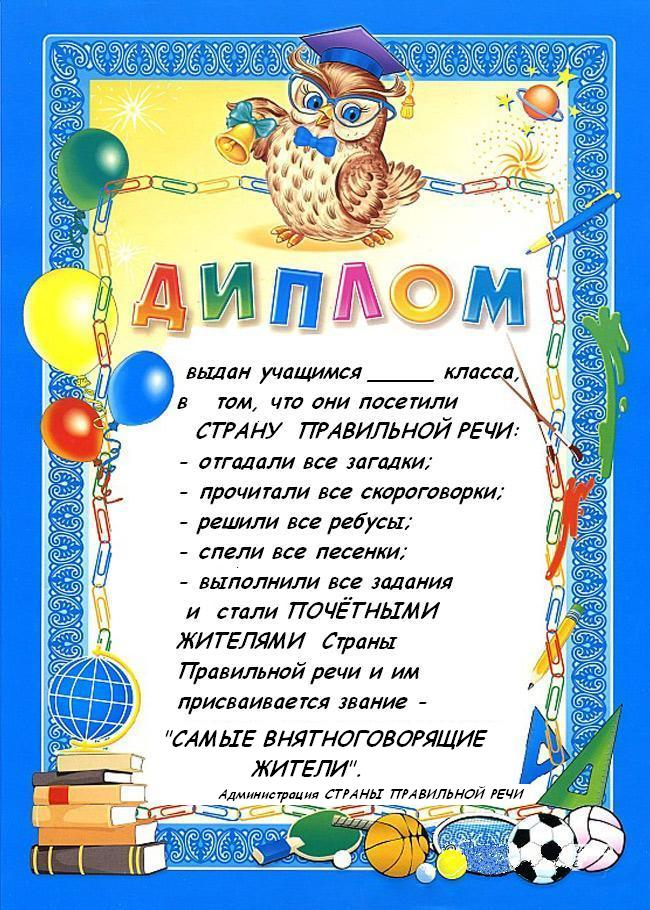 ДИПЛОМ
выдан учащимся _____ класса,
в том, что они посетили
СТРАНУ ПРАВИЛЬНОЙ РЕЧИ:
- отгадали все загадки;
- прочитали все скороговорки;
- решили все ребусы;
- спели все песенки;
- выполнили все задания
и стали ПОЧЁТНЫМИ
ЖИТЕЛЯМИ Страны
Правильной речи и им
присваивается звание -
"САМЫЕ ВНЯТНОГОВОРЯЩИЕ
ЖИТЕЛИ".
Администрация СТРАНЫ ПРАВИЛЬНОЙ РЕЧИ